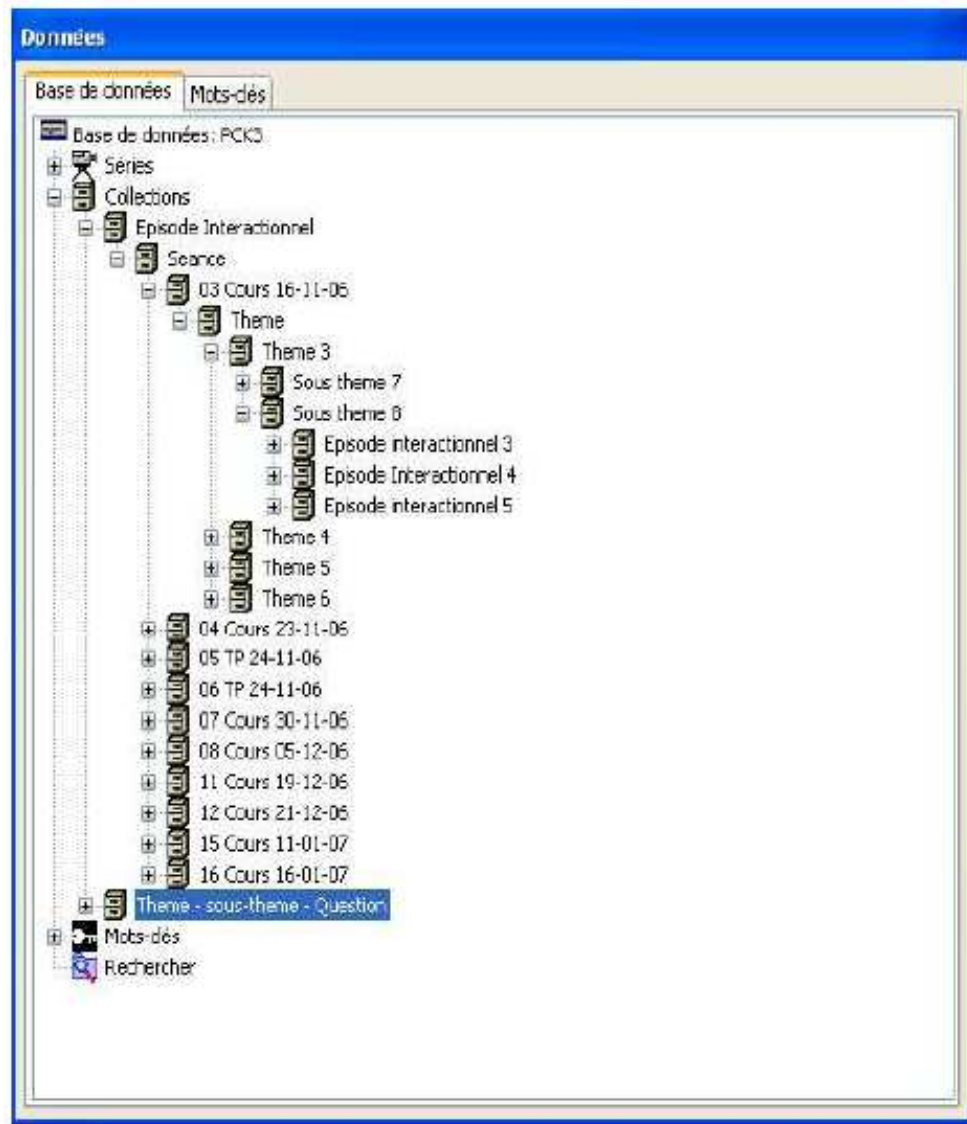 Données
Base de données Mots-clés
Base de données: PCK3
Séries
Collections
Episode Interactionnel
Seance
03 Cours 16-11-06
Theme
Theme 3
Sous theme 7
Sous theme 8
Episode interactionnel 3
Episode Interactionnel 4
Episode interactionnel 5
Theme 4
Theme 5
Theme 6
04 Cours 23-11-06
05 TP 24-11-06
06 TP 24-11-06
07 Cours 30-11-06
08 Cours 05-12-06
11 Cours 19-12-06
12 Cours 21-12-06
15 Cours 11-01-07
16 Cours 16-01-07
Theme - sous-theme - Question
Mots-clés
Rechercher